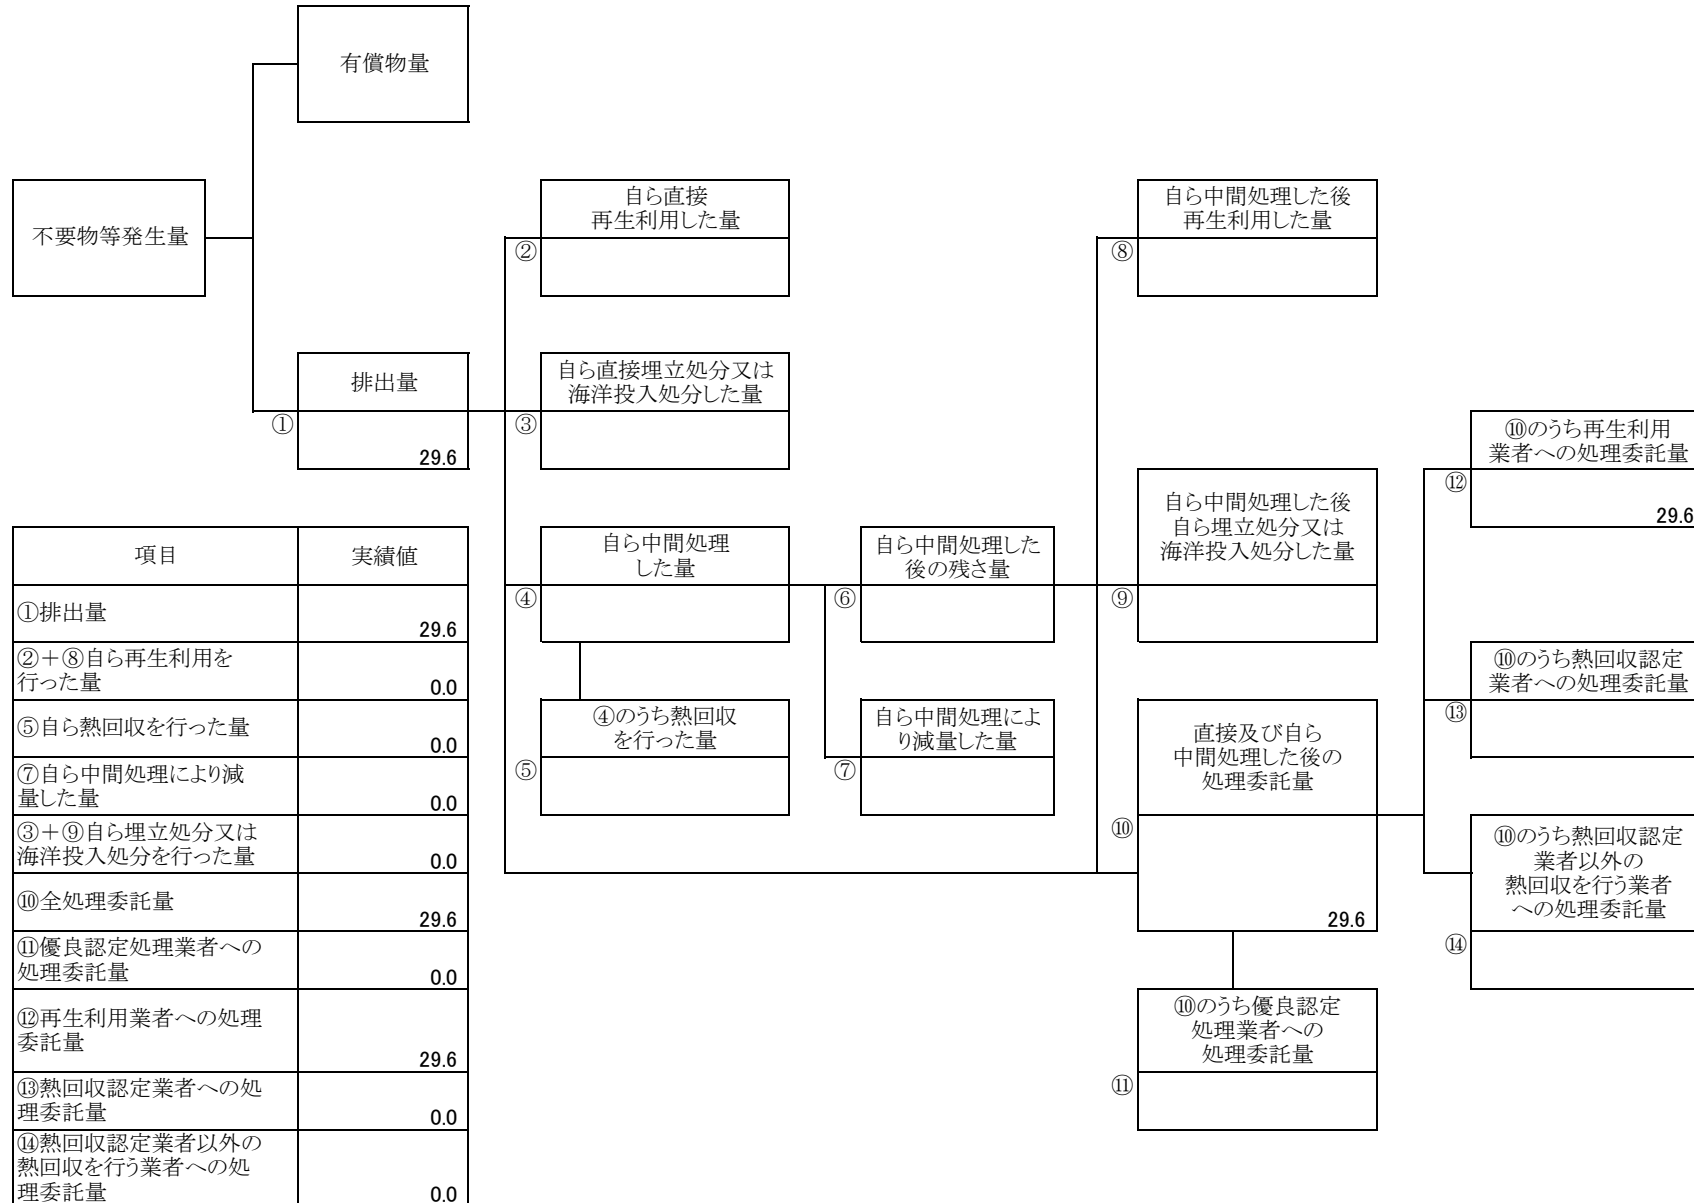 有償物量
不要物等発生量
自ら直接
再生利用した量
②
自ら中間処理した後
再生利用した量
⑧
排出量
①
29.6
自ら直接埋立処分又は
海洋投入処分した量
③
⑩のうち再生利用
業者への処理委託量
⑫
29.6
自ら中間処理した後
自ら埋立処分又は
海洋投入処分した量
⑨
自ら中間処理
した量
④
自ら中間処理した
後の残さ量
⑥
④のうち熱回収
を行った量
⑤
自ら中間処理によ
り減量した量
⑦
直接及び自ら
中間処理した後の
処理委託量
⑩
29.6
⑩のうち熱回収認定
業者への処理委託量
⑬
⑩のうち熱回収認定
業者以外の
熱回収を行う業者
への処理委託量
⑭
⑩のうち優良認定
処理業者への
処理委託量
⑪
項目 実績値
①排出量
29.6
②+⑧自ら再生利用を
行った量 0.0
⑤自ら熱回収を行った量
0.0
⑦自ら中間処理により減
量した量 0.0
③+⑨自ら埋立処分又は
海洋投入処分を行った量 0.0
⑩全処理委託量
29.6
⑪優良認定処理業者への
処理委託量 0.0
⑫再生利用業者への処理
委託量
29.6
⑬熱回収認定業者への処
理委託量 0.0
⑭熱回収認定業者以外の
熱回収を行う業者への処
理委託量 0.0